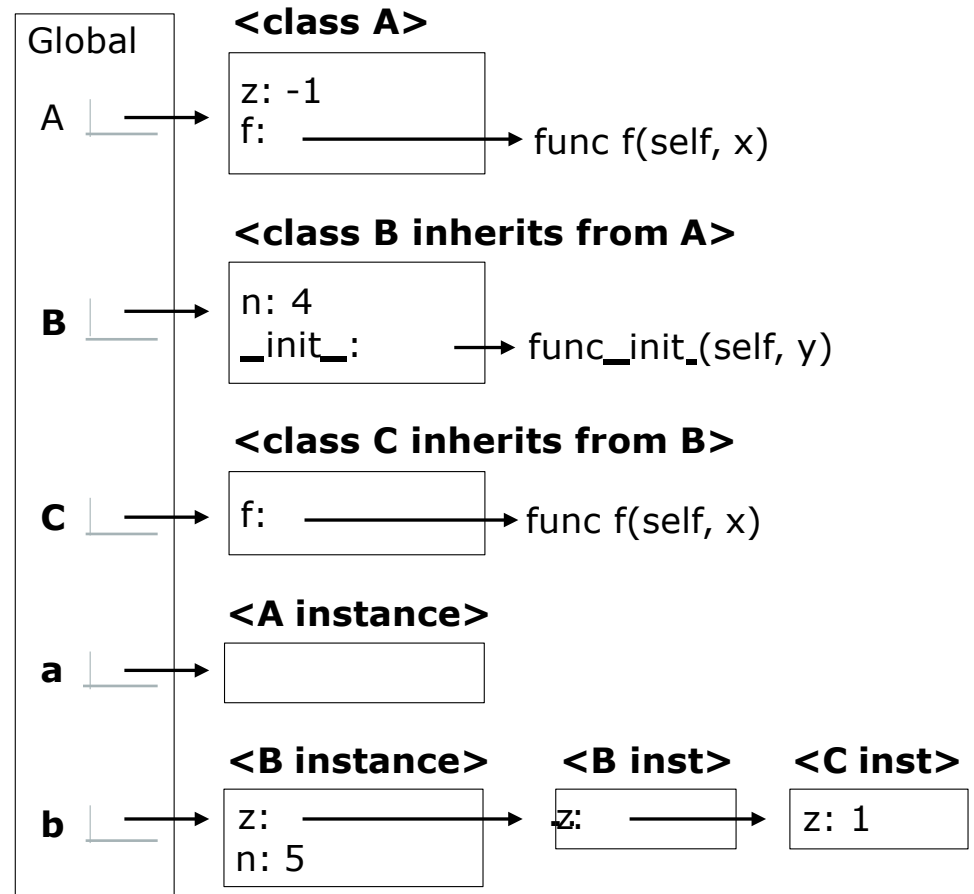 Global
<class A>
A
z: -1
f:
func f(self, x)
<class B inherits from A>
B
n: 4
_init_:
func_init_(self, y)
<class C inherits from B>
C
f:
func f(self, x)
<A instance>
a
<B instance>
<B inst>
<C inst>
b
z:
n: 5
z:
z: 1